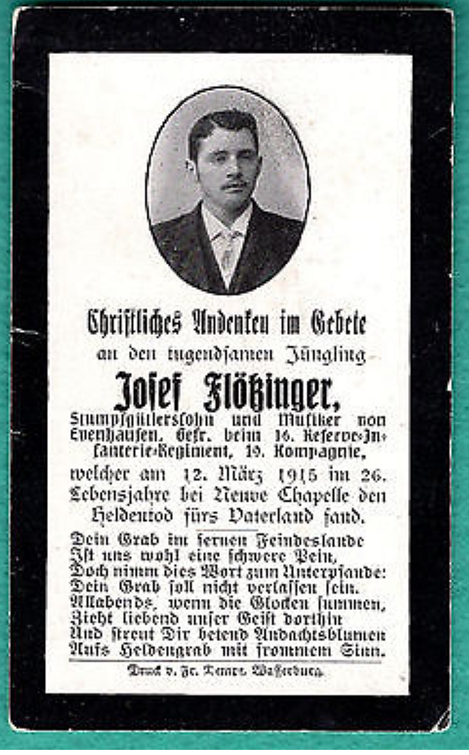 Christliches Andenken im Gebete
an den tugendsamen Jüngling
Josef Flötzinger,
Stumpfgütlerssohn und Musiker von
Evenhausen, Gefr. beim 16. Reserve-In-
fanterie-Regiment, 19. Kompagnie,
welcher am 12. März 1915 im 26.
Lebensjahre bei Neuve Chapelle den
Heldentod fürs Vaterland fand.
Dein Grab im fernen Feindeslande
Ist uns wohl eine schwere Pein,
Doch nimm dies Wort zum Unterpfande:
Dein Grab soll nicht verlassen sein.
Allabends, wenn die Glocken summen,
Zieht liebend unser Geist dorthin
Und streut Dir betend Andachtsblumen
Aufs Heldengrab mit frommem Sinn.
Druck v. Fr. Dempf, Wasserburg.